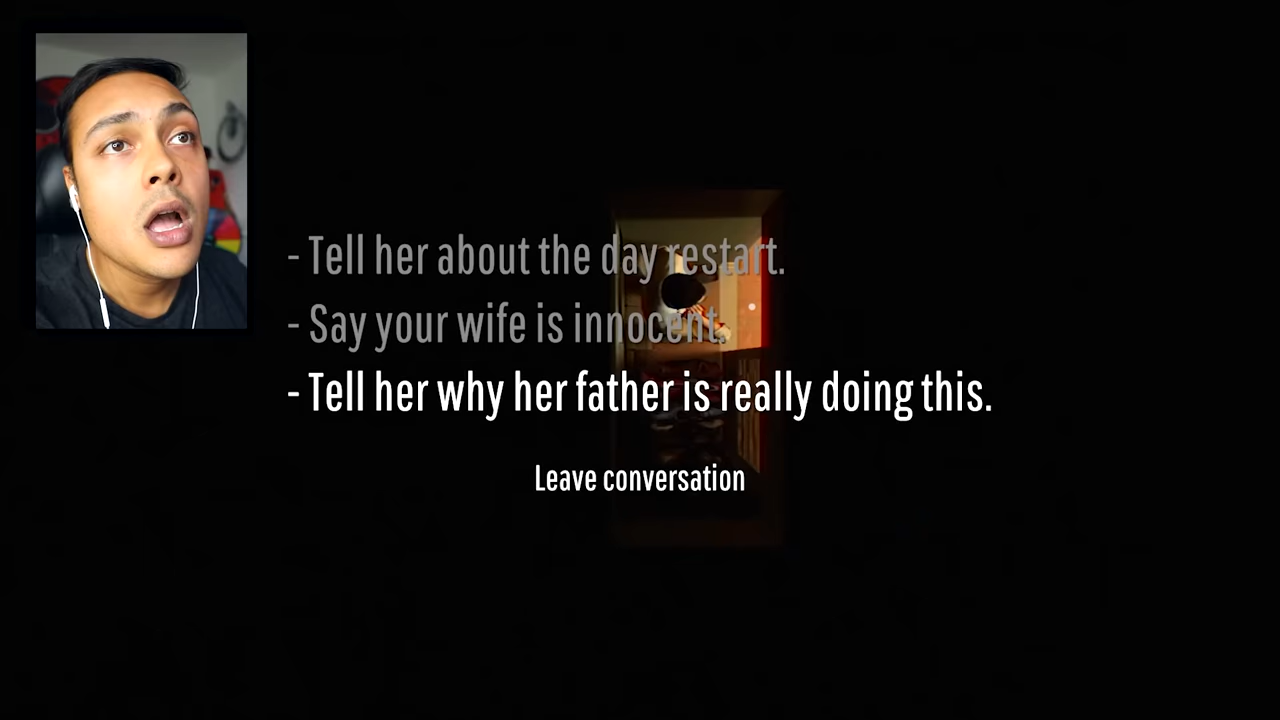 - Tell her about the day restart.
- Say your wife is innocent.
- Tell her why her father is really doing this.
Leave conversation